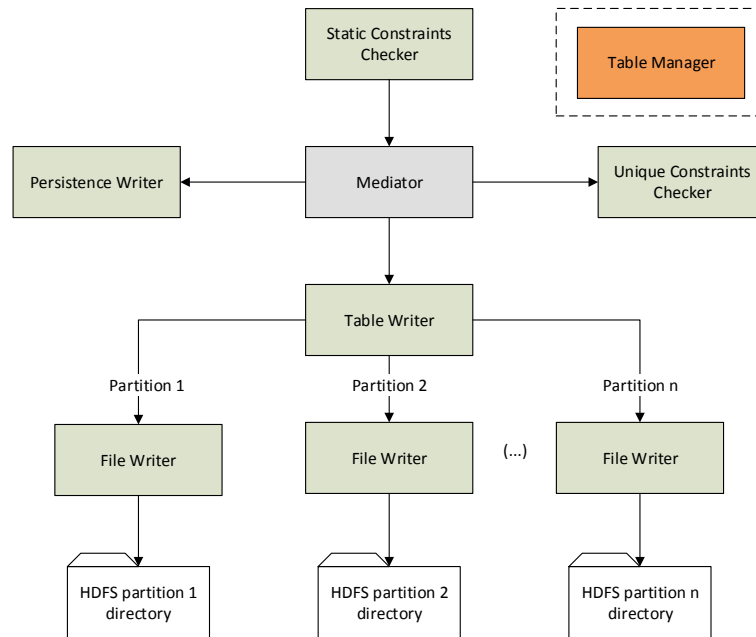 Static Constraints
Checker
Table Manager
Persistence Writer
Mediator
Unique Constraints
Checker
Table Writer
Partition 1
Partition 2
Partition n
File Writer
File Writer
(...)
File Writer
HDFS partition 1
directory
HDFS partition 2
directory
HDFS partition n
directory